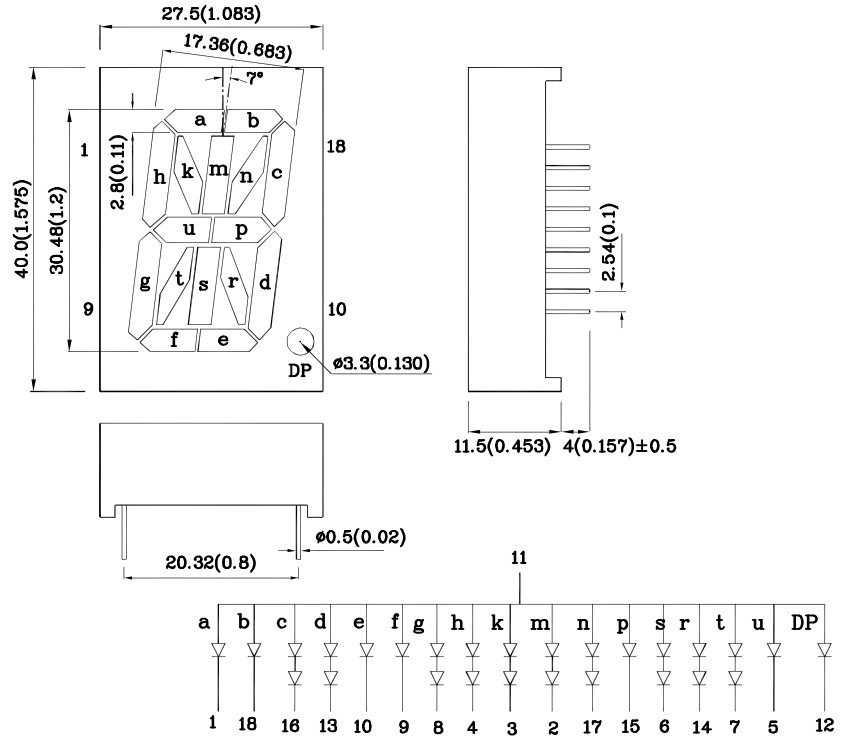 27.5(1.083)
17.36(0.683)
7°
a b
1
18
2.8(0.11)
h k m n c
40.0(1.575)
30.48(1.2)
u p
2.54(0.1)
g t s r d
9
10
f e
ø3.3(0.130)
DP
11.5(0.453) 4(0.157)±0.5
ø0.5(0.02)
20.32(0.8)
11
a b c d e f g h k m n p s r t u DP
1 18 16 13 10 9 8 4 3 2 17 15 6 14 7 5 12